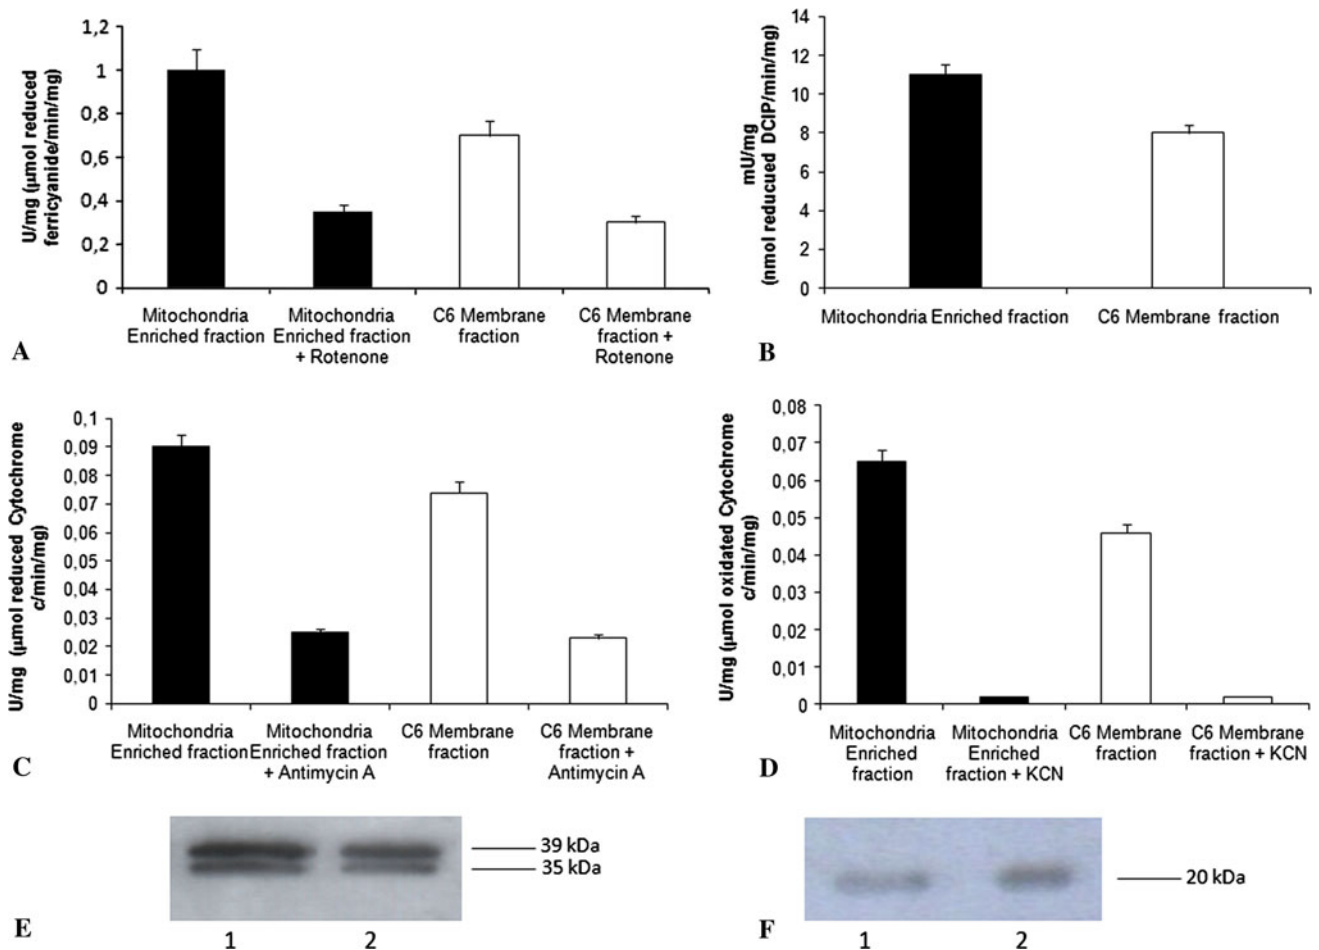 U/mg (µmol reduced
ferricyanide/min/mg)
1,2
1
0,8
0,6
0,4
0,2
0
Mitochondria
Enriched fraction
Mitochondria
Enriched fraction
+ Rotenone
C6 Membrane
fraction
C6 Membrane
fraction +
Rotenone
A
mU/mg
(nmol reducued DCIP/min/mg)
14
12
10
8
6
4
2
0
Mitochondria Enriched fraction
C6 Membrane fraction
B
U/mg (µmol reduced Cytochrome
c/min/mg)
0,1
0,09
0,08
0,07
0,06
0,05
0,04
0,03
0,02
0,01
0
Mitochondria
Enriched fraction
Mitochondria
Enriched fraction
+ Antimycin A
C6 Membrane
fraction
C6 Membrane
fraction +
Antimycin A
C
U/mg (µmol oxidated Cytochrome
c/min/mg)
0,08
0,07
0,06
0,05
0,04
0,03
0,02
0,01
0
Mitochondria
Enriched
fraction
Mitochondria
Enriched
fraction + KCN
C6 Membrane
fraction
C6 Membrane
fraction + KCN
D
39 kDa
35 kDa
E
1 2
20 kDa
F
1 2